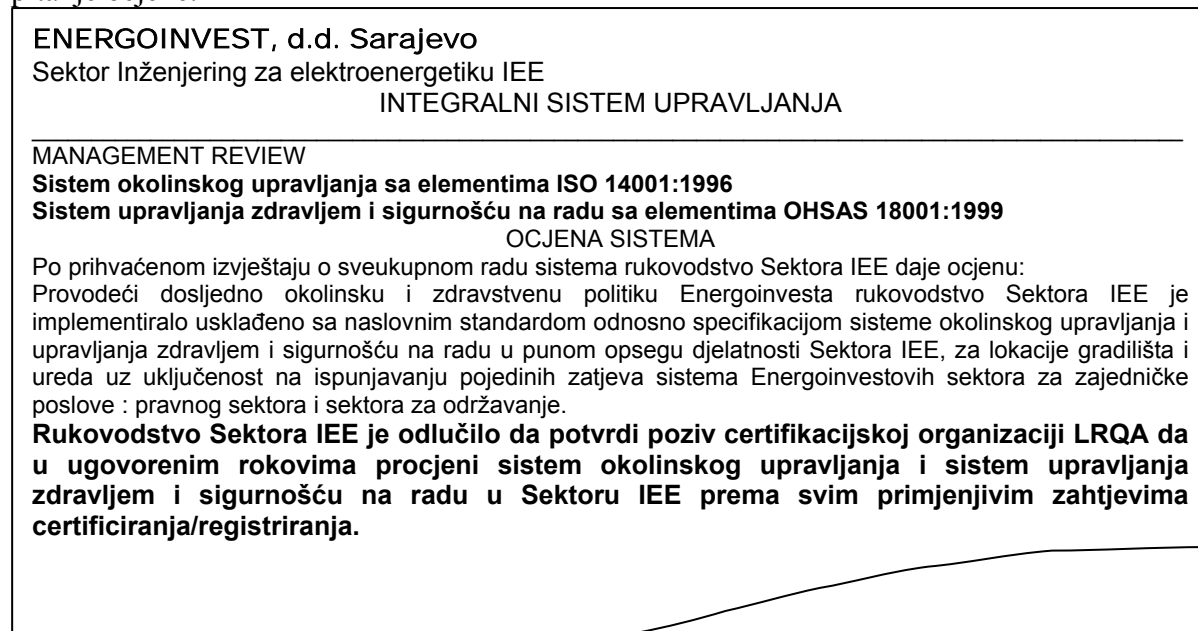 ENERGOINVEST, d.d. Sarajevo
Sektor Inženjering za elektroenergetiku IEE
INTEGRALNI SISTEM UPRAVLJANJA
MANAGEMENT REVIEW
Sistem okolinskog upravljanja sa elementima ISO 14001:1996
Sistem upravljanja zdravljem i sigurnošću na radu sa elementima OHSAS 18001:1999
OCJENA SISTEMA
Po prihvaćenom izvještaju o sveukupnom radu sistema rukovodstvo Sektora IEE daje ocjenu:
Provodeći dosljedno okolinsku i zdravstvenu politiku Energoinvesta rukovodstvo Sektora IEE je
implementiralo usklađeno sa naslovnim standardom odnosno specifikacijom sisteme okolinskog upravljanja i
upravljanja zdravljem i sigurnošću na radu u punom opsegu djelatnosti Sektora IEE, za lokacije gradilišta i
ureda uz uključenost na ispunjavanju pojedinih zatjeva sistema Energoinvestovih sektora za zajedničke
poslove : pravnog sektora i sektora za održavanje.
Rukovodstvo Sektora IEE je odlučilo da potvrdi poziv certifikacijskoj organizaciji LRQA da
u ugovorenim rokovima procjeni sistem okolinskog upravljanja i sistem upravljanja
zdravljem i sigurnošću na radu u Sektoru IEE prema svim primjenjivim zahtjevima
certificiranja/registriranja.